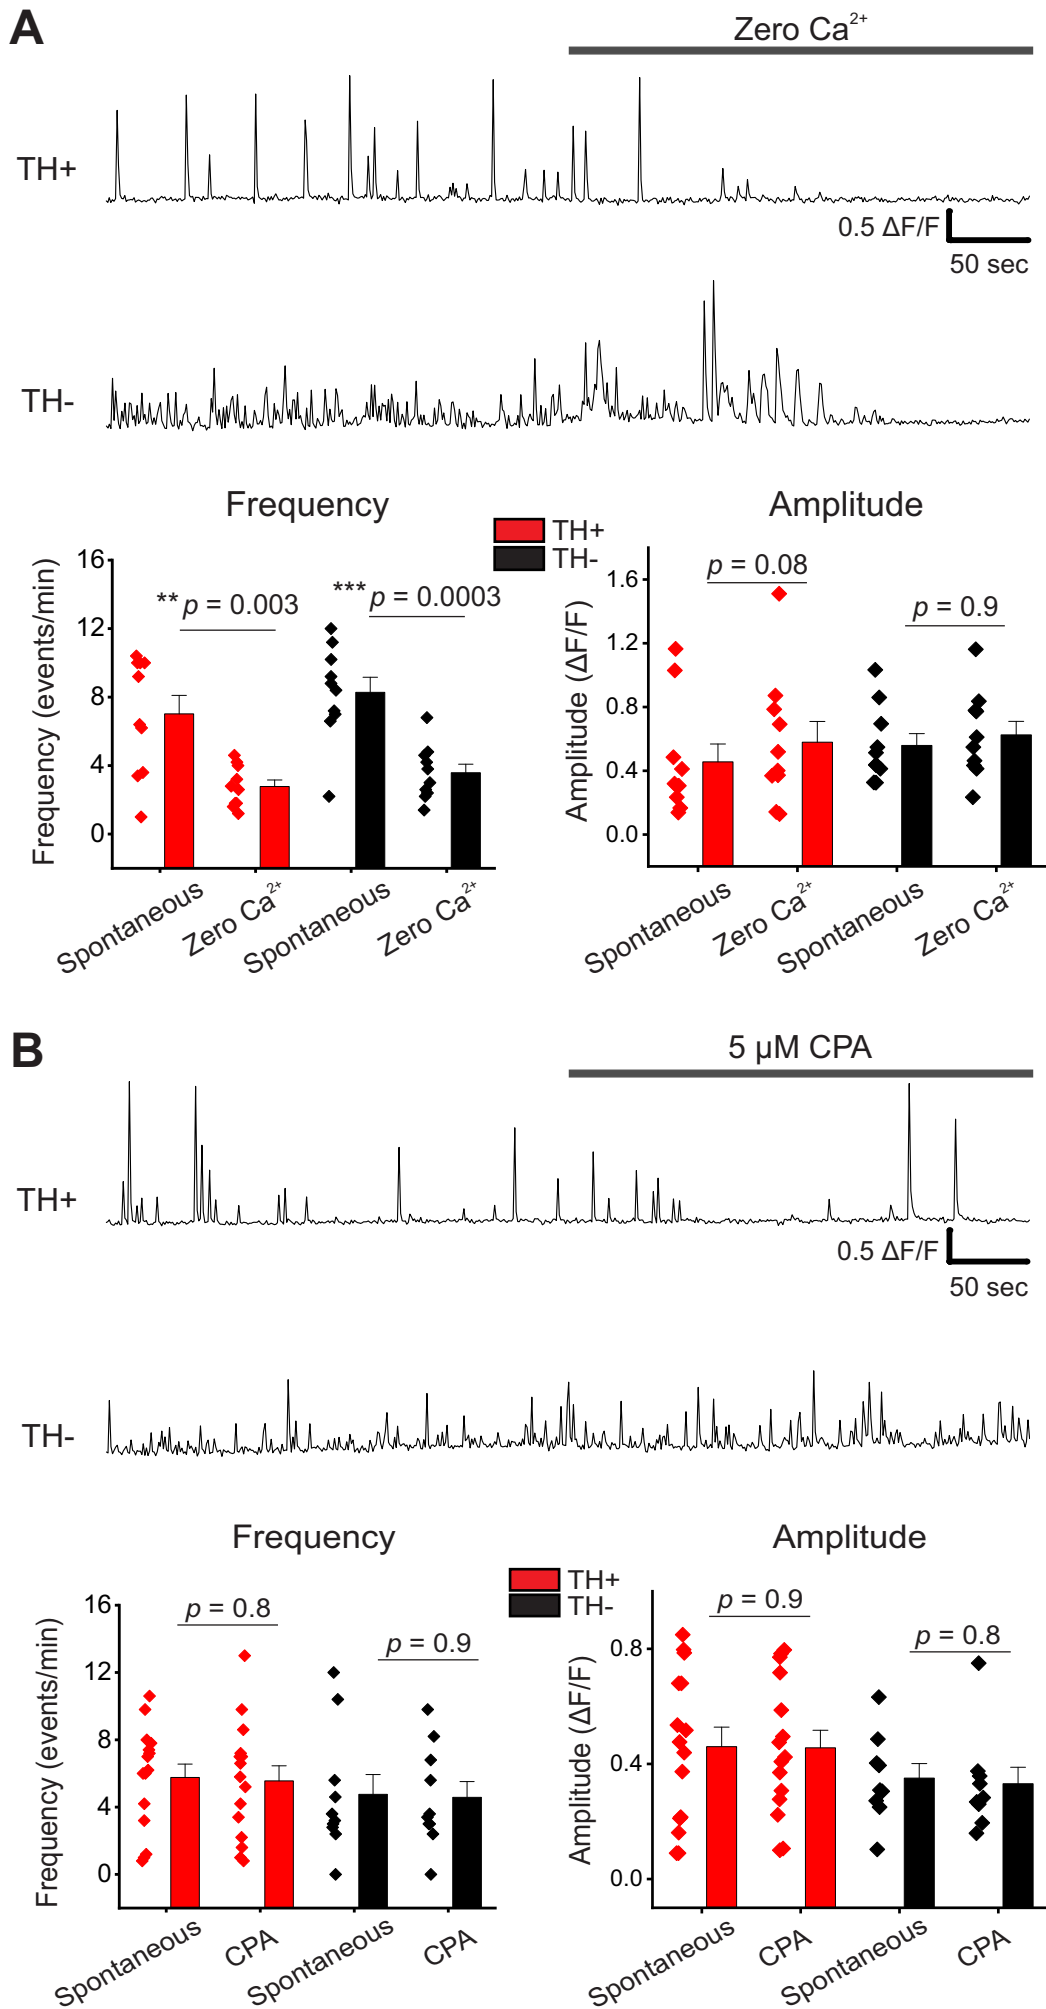 A
Zero Ca²⁺
TH+
0.5 ΔF/F
50 sec
TH-
Frequency
Amplitude
TH+
TH-
Frequency (events/min)
16
12
8
4
0
** p = 0.003
*** p = 0.0003
Spontaneous
Zero Ca²⁺
Spontaneous
Zero Ca²⁺
Amplitude (ΔF/F)
1.6
1.2
0.8
0.4
0.0
p = 0.08
p = 0.9
Spontaneous
Zero Ca²⁺
Spontaneous
Zero Ca²⁺
B
5 μM CPA
TH+
0.5 ΔF/F
50 sec
TH-
Frequency
Amplitude
TH+
TH-
Frequency (events/min)
16
12
8
4
0
p = 0.8
p = 0.9
Spontaneous
CPA
Spontaneous
CPA
Amplitude (ΔF/F)
0.8
0.4
0.0
p = 0.9
p = 0.8
Spontaneous
CPA
Spontaneous
CPA